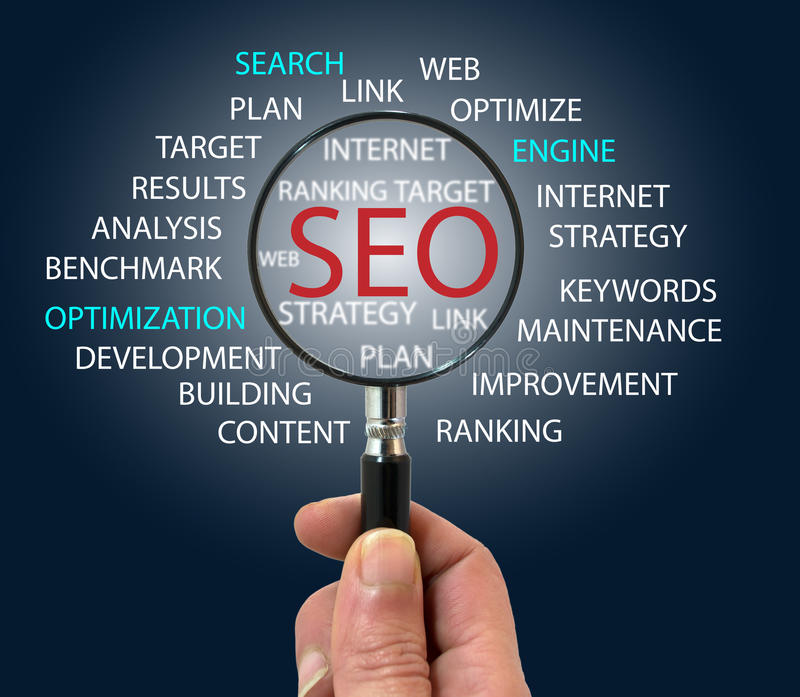 SEARCH
WEB
LINK
PLAN
OPTIMIZE
TARGET
INTERNET
ENGINE
RESULTS
RANKING TARGET
INTERNET
ANALYSIS
SEO
STRATEGY
BENCHMARK
WEB
KEYWORDS
OPTIMIZATION
STRATEGY
LINK
MAINTENANCE
DEVELOPMENT
PLAN
BUILDING
IMPROVEMENT
CONTENT
RANKING